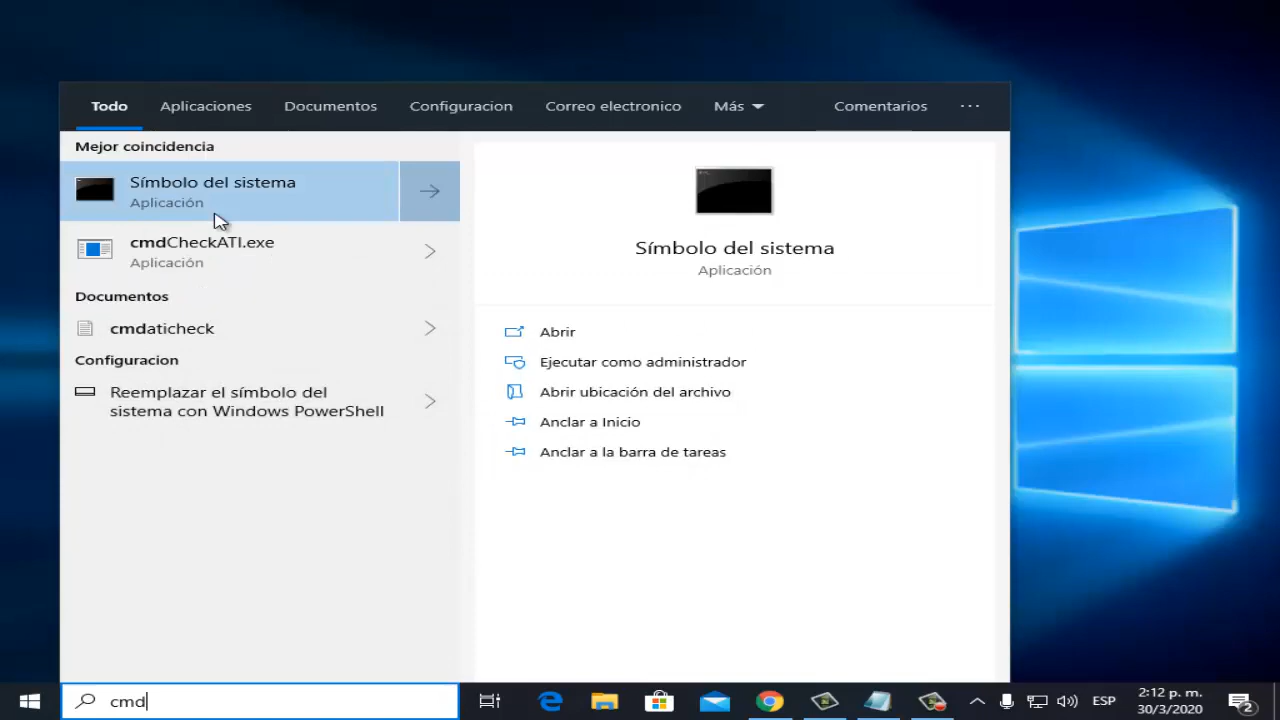 Todo Aplicaciones Documentos Configuracion Correo electronico Más Comentarios ...
Mejor coincidencia
Símbolo del sistema
Aplicación
cmdCheckATI.exe
Aplicación
Documentos
cmdaticheck
Configuracion
Reemplazar el símbolo del
sistema con Windows PowerShell
Símbolo del sistema
Aplicación
Abrir
Ejecutar como administrador
Abrir ubicación del archivo
Anclar a Inicio
Anclar a la barra de tareas
cmd
ESP
2:12 p. m.
30/3/2020
2